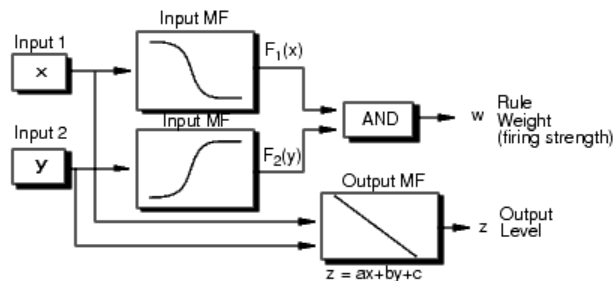 Input MF
Input 1
x
F1(x)
Input MF
AND
w
Rule
Weight
(firing strength)
Input 2
y
F2(y)
Output MF
z
Output
Level
z = ax+by+c